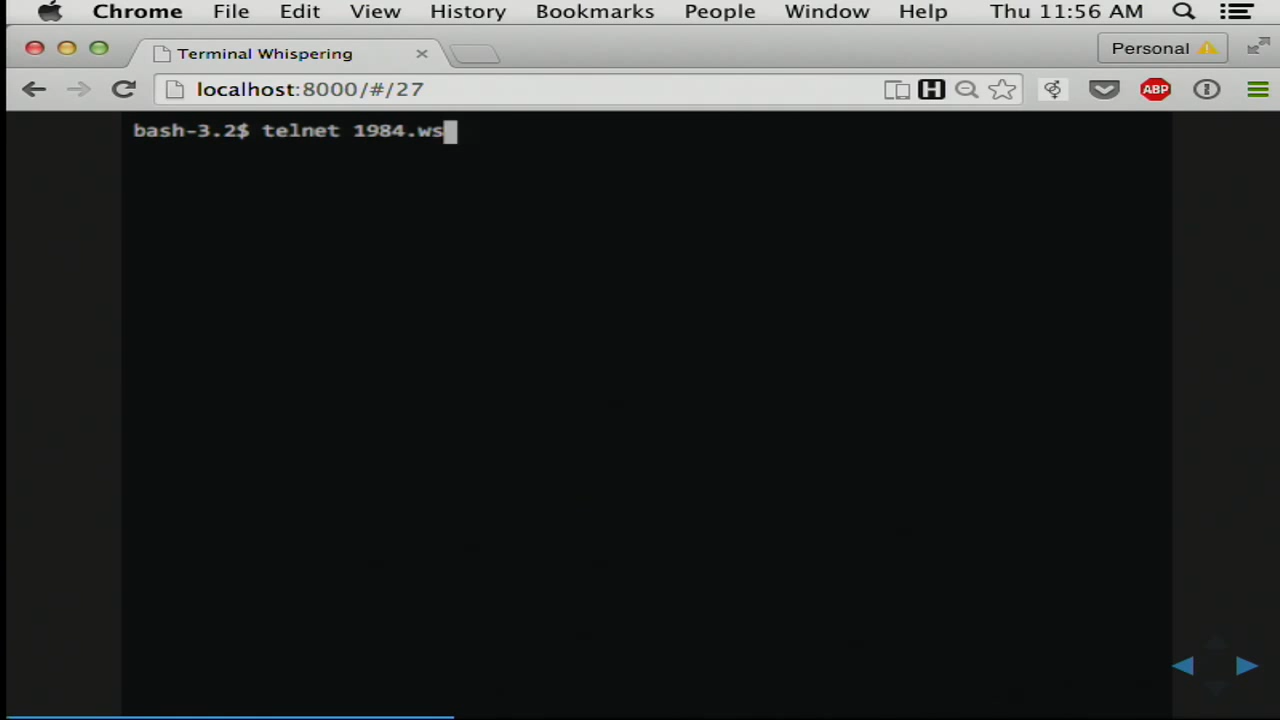 Chrome File Edit View History Bookmarks People Window Help Thu 11:56 AM
Terminal Whispering
Personal
localhost:8000/#/27
H
ABP
bash-3.2$ telnet 1984.ws